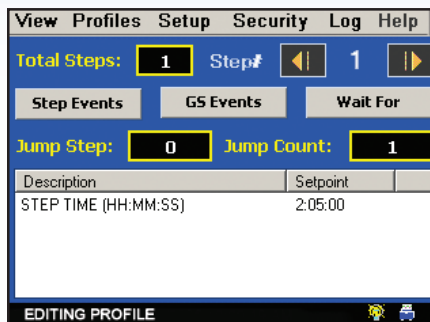 View Profiles Setup Security Log Help
Total Steps: 1 Step# 1
Step Events GS Events Wait For
Jump Step: 0 Jump Count: 1
Description Setpoint
STEP TIME (HH:MM:SS) 2:05:00
EDITING PROFILE